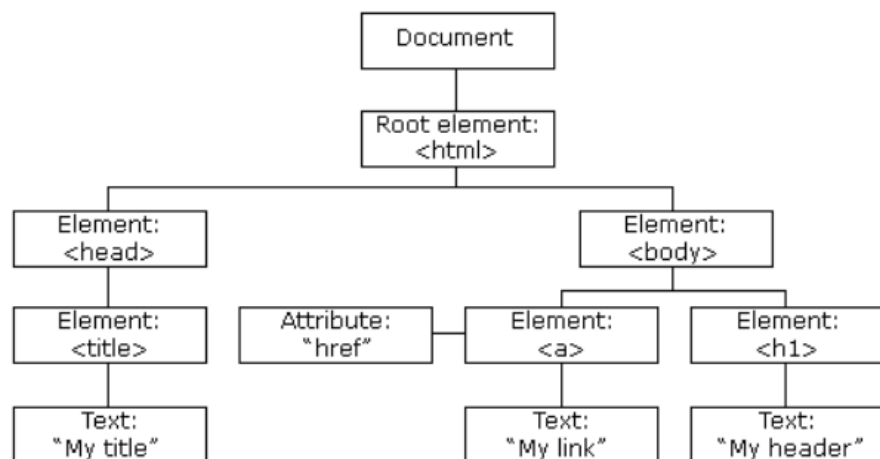 Document
Root element:
<html>
Element:
<head>
Element:
<body>
Element:
<title>
Attribute:
“href”
Element:
<a>
Element:
<h1>
Text:
“My title”
Text:
“My link”
Text:
“My header”